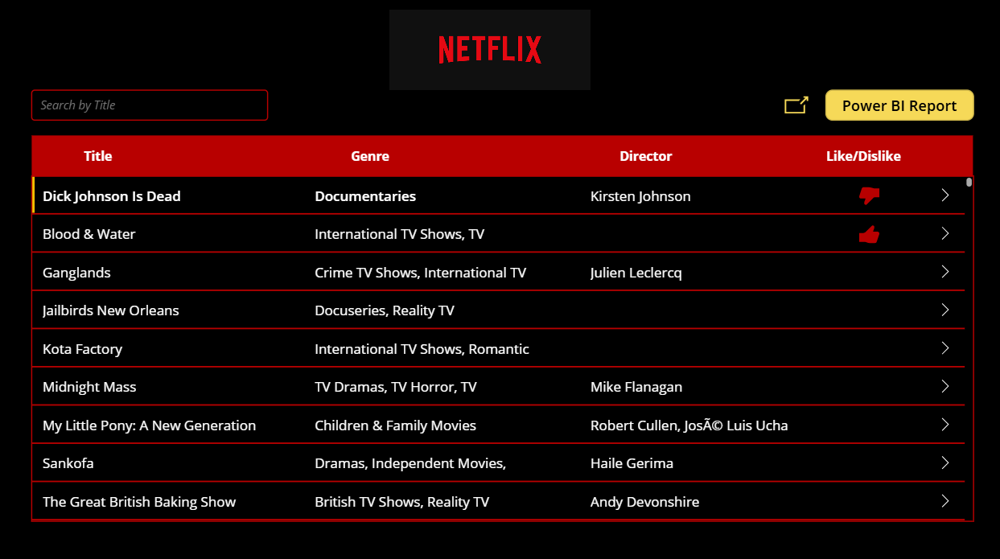 NETFLIX
Search by Title
Power BI Report
Title Genre Director Like/Dislike
Dick Johnson Is Dead Documentaries Kirsten Johnson
Blood & Water International TV Shows, TV
Ganglands Crime TV Shows, International TV Julien Leclercq
Jailbirds New Orleans Docuseries, Reality TV
Kota Factory International TV Shows, Romantic
Midnight Mass TV Dramas, TV Horror, TV Mike Flanagan
My Little Pony: A New Generation Children & Family Movies Robert Cullen, JosÃ© Luis Ucha
Sankofa Dramas, Independent Movies, Haile Gerima
The Great British Baking Show British TV Shows, Reality TV Andy Devonshire